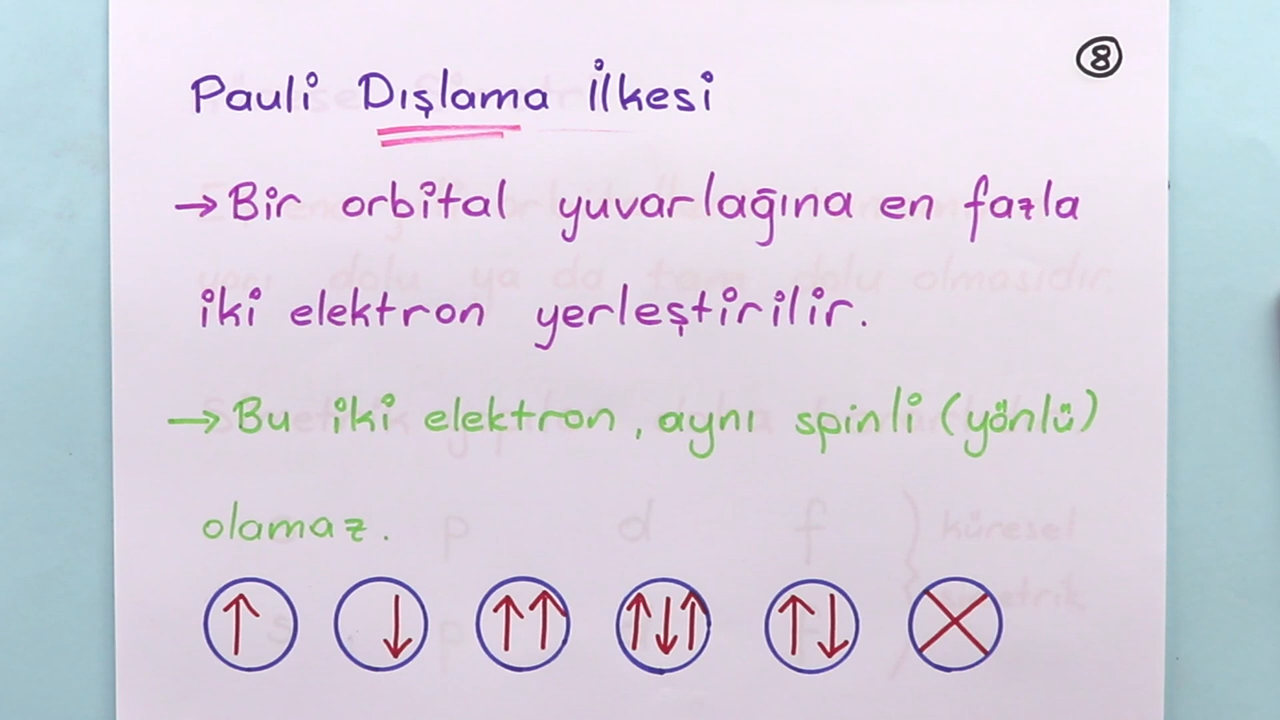 8
Pauli Dışlama İlkesi
→ Bir orbital yuvarlağına en fazla
iki elektron yerleştirilir.
→ Bu iki elektron, aynı spinli (yönlü)
olamaz.
↑ ↓ ↑↑ ↑↓↑ ↑↓ X